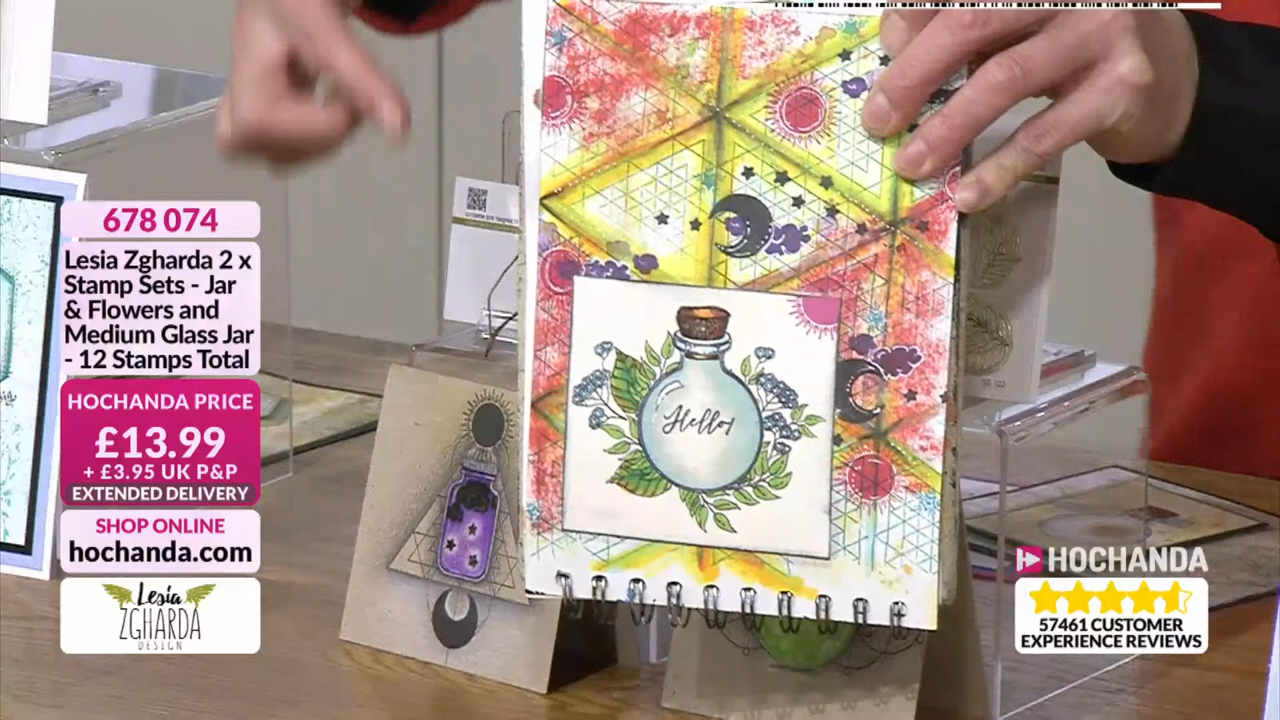 678 074
Lesia Zgharda 2 x
Stamp Sets - Jar
& Flowers and
Medium Glass Jar
- 12 Stamps Total
HOCHANDA PRICE
£13.99
+ £3.95 UK P&P
EXTENDED DELIVERY
SHOP ONLINE
hochanda.com
Lesia
ZGHARDA
DESIGN
Hello!
HOCHANDA
57461 CUSTOMER
EXPERIENCE REVIEWS